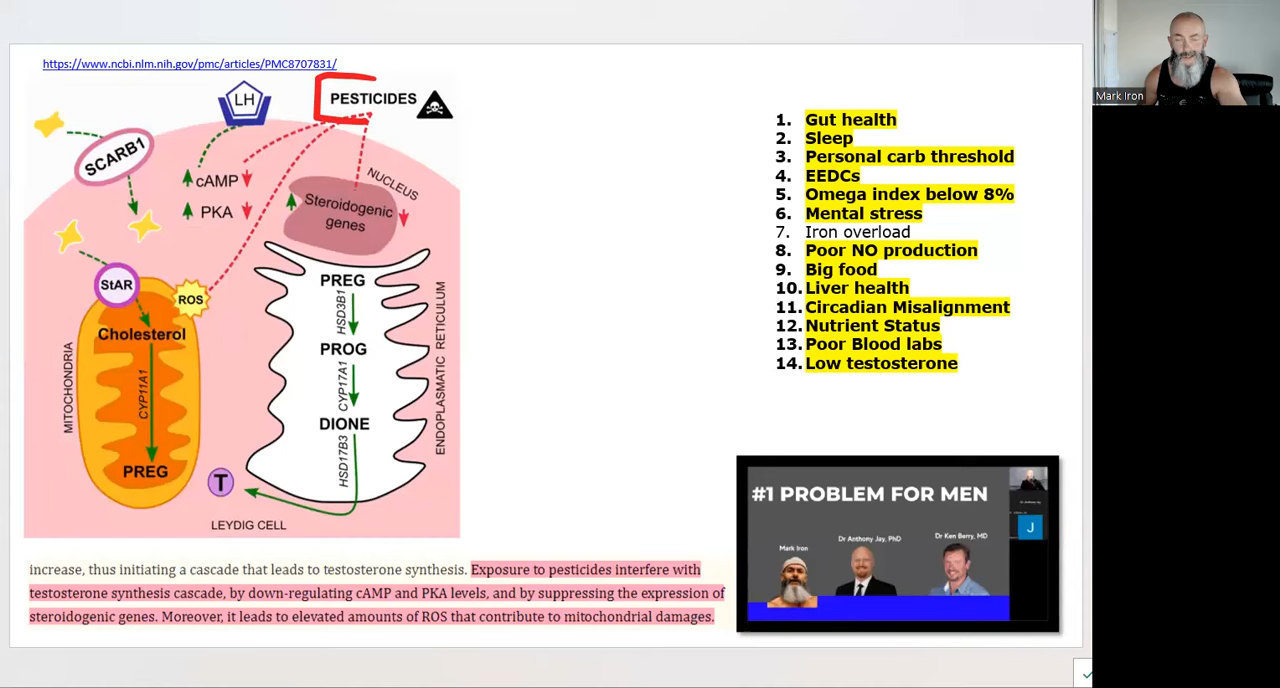 https://www.ncbi.nlm.nih.gov/pmc/articles/PMC8707831/
LH
PESTICIDES
SCARB1
cAMP
PKA
NUCLEUS
Steroidogenic
genes
StAR
ROS
Cholesterol
CYP11A1
PREG
MITOCHONDRIA
PREG
HSD3B1
PROG
CYP17A1
DIONE
HSD17B3
ENDOPLASMATIC RETICULUM
T
LEYDIG CELL
increase, thus initiating a cascade that leads to testosterone synthesis. Exposure to pesticides interfere with
testosterone synthesis cascade, by down-regulating cAMP and PKA levels, and by suppressing the expression of
steroidogenic genes. Moreover, it leads to elevated amounts of ROS that contribute to mitochondrial damages.
1. Gut health
2. Sleep
3. Personal carb threshold
4. EEDCs
5. Omega index below 8%
6. Mental stress
7. Iron overload
8. Poor NO production
9. Big food
10. Liver health
11. Circadian Misalignment
12. Nutrient Status
13. Poor Blood labs
14. Low testosterone
#1 PROBLEM FOR MEN
Mark Iron
Dr Anthony Jay, PhD
Dr Ken Berry, MD
J
Mark Iron